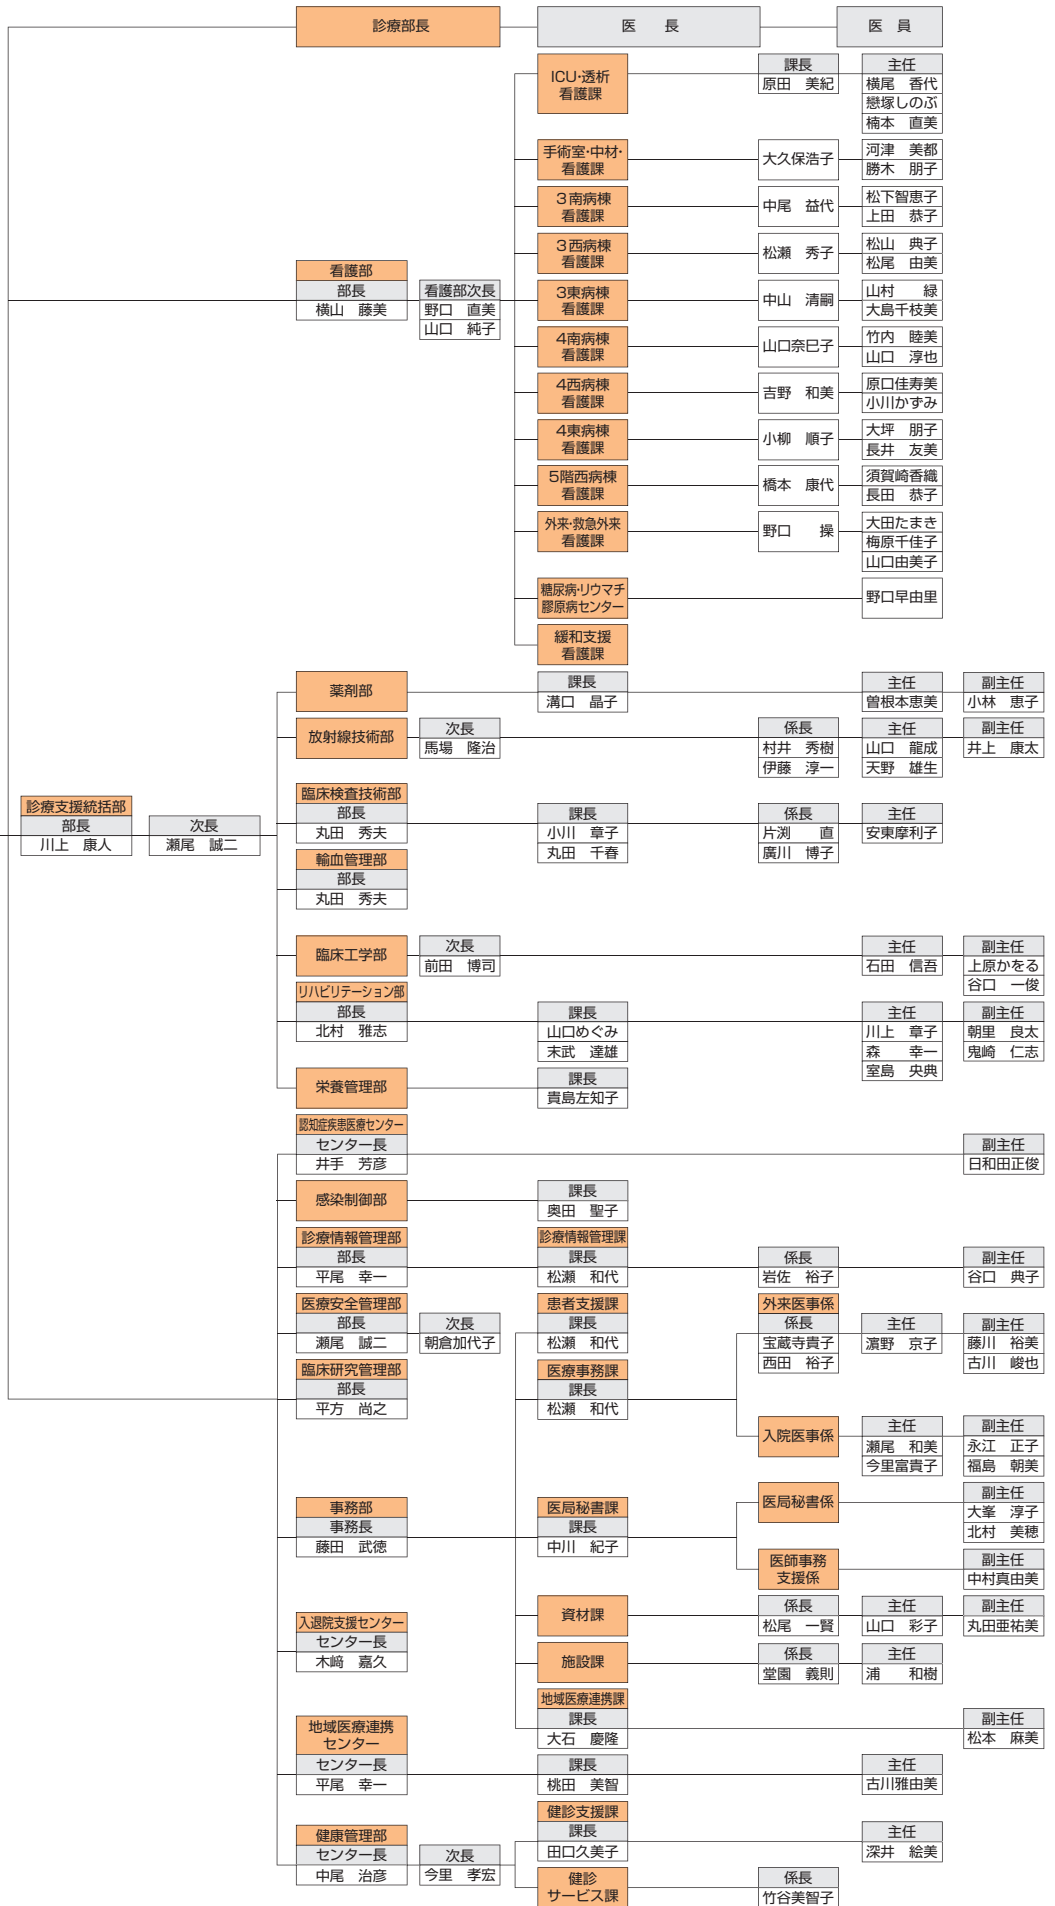 診療部長
医　長
医　員
ICU・透析
看護課
課長
原田　美紀
主任
横尾　香代
戀塚しのぶ
楠本　直美
手術室・中材・
看護課
大久保浩子
河津　美都
勝木　朋子
3南病棟
看護課
中尾　益代
松下智恵子
上田　恭子
3西病棟
看護課
松瀬　秀子
松山　典子
松尾　由美
看護部
部長
横山　藤美
看護部次長
野口　直美
山口　純子
3東病棟
看護課
中山　清嗣
山村　緑
大島千枝美
4南病棟
看護課
山口奈巳子
竹内　睦美
山口　淳也
4西病棟
看護課
吉野　和美
原口佳寿美
小川かずみ
4東病棟
看護課
小柳　順子
大坪　朋子
長井　友美
5階西病棟
看護課
橋本　康代
須賀崎香織
長田　恭子
外来・救急外来
看護課
野口　操
大田たまき
梅原千佳子
山口由美子
糖尿病・リウマチ
膠原病センター
野口早由里
緩和支援
看護課
薬剤部
課長
溝口　晶子
主任
曽根本恵美
副主任
小林　恵子
放射線技術部
次長
馬場　隆治
係長
村井　秀樹
伊藤　淳一
主任
山口　龍成
天野　雄生
副主任
井上　康太
診療支援統括部
部長
川上　康人
次長
瀬尾　誠二
臨床検査技術部
部長
丸田　秀夫
課長
小川　章子
丸田　千春
係長
片渕　直
廣川　博子
主任
安東摩利子
輸血管理部
部長
丸田　秀夫
臨床工学部
次長
前田　博司
主任
石田　信吾
副主任
上原かをる
谷口　一俊
リハビリテーション部
部長
北村　雅志
課長
山口めぐみ
末武　達雄
主任
川上　章子
森　幸一
室島　央典
副主任
朝里　良太
鬼崎　仁志
栄養管理部
課長
貴島左知子
認知症疾患医療センター
センター長
井手　芳彦
副主任
日和田正俊
感染制御部
課長
奥田　聖子
診療情報管理部
部長
平尾　幸一
診療情報管理課
課長
松瀬　和代
係長
岩佐　裕子
副主任
谷口　典子
医療安全管理部
部長
瀬尾　誠二
次長
朝倉加代子
患者支援課
課長
松瀬　和代
外来医事係
係長
宝蔵寺貴子
西田　裕子
主任
濵野　京子
副主任
藤川　裕美
古川　峻也
臨床研究管理部
部長
平方　尚之
医療事務課
課長
松瀬　和代
入院医事係
主任
瀬尾　和美
今里富貴子
副主任
永江　正子
福島　朝美
事務部
事務長
藤田　武徳
医局秘書課
課長
中川　紀子
医局秘書係
副主任
大峯　淳子
北村　美穂
医師事務
支援係
副主任
中村真由美
資材課
係長
松尾　一賢
主任
山口　彩子
副主任
丸田亜祐美
入退院支援センター
センター長
木﨑　嘉久
施設課
係長
堂園　義則
主任
浦　和樹
地域医療連携課
課長
大石　慶隆
副主任
松本　麻美
地域医療連携
センター
センター長
平尾　幸一
課長
桃田　美智
主任
古川雅由美
健康管理部
センター長
中尾　治彦
次長
今里　孝宏
健診支援課
課長
田口久美子
主任
深井　絵美
健診
サービス課
係長
竹谷美智子